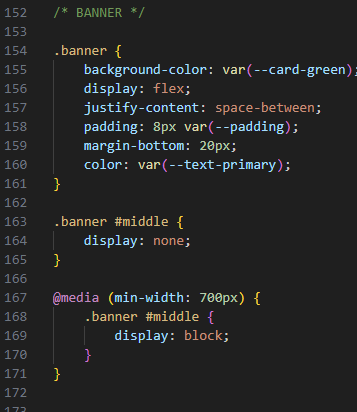 152 /* BANNER */
153
154 .banner {
155     background-color: var(--card-green);
156     display: flex;
157     justify-content: space-between;
158     padding: 8px var(--padding);
159     margin-bottom: 20px;
160     color: var(--text-primary);
161 }
162
163 .banner #middle {
164     display: none;
165 }
166
167 @media (min-width: 700px) {
168     .banner #middle {
169         display: block;
170     }
171 }
172
173